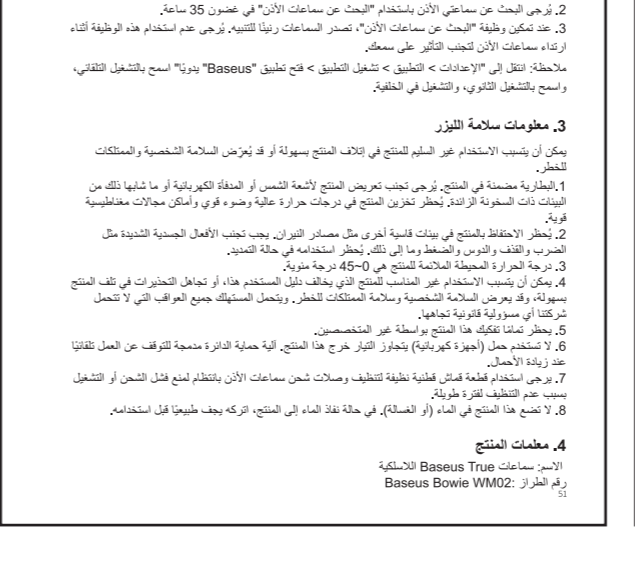 2. يُرجى البحث عن سماعتي الأذن باستخدام "البحث عن سماعات الأذن" في غضون 35 ساعة.
3. عند تمكين وظيفة "البحث عن سماعات الأذن"، تصدر السماعات رنينًا للتنبيه. يُرجى عدم استخدام هذه الوظيفة أثناء
ارتداء سماعات الأذن لتجنب التأثير على سمعك.
ملاحظة: انتقل إلى "الإعدادات > التطبيق > تشغيل التطبيق > فتح تطبيق "Baseus" يدويًا" اسمح بالتشغيل التلقائي،
واسمح بالتشغيل الثانوي، والتشغيل في الخلفية.
3. معلومات سلامة الليزر
يمكن أن يتسبب الاستخدام غير السليم للمنتج في إتلاف المنتج بسهولة أو قد يُعرّض السلامة الشخصية والممتلكات
للخطر.
1.البطارية مضمنة في المنتج. يُرجى تجنب تعريض المنتج لأشعة الشمس أو المدفأة الكهربائية أو ما شابها ذلك من
البيئات ذات السخونة الزائدة. يُحظر تخزين المنتج في درجات حرارة عالية وضوء قوي وأماكن مجالات مغناطيسية
قوية.
2. يُحظر الاحتفاظ بالمنتج في بيئات قاسية أخرى مثل مصادر النيران. يجب تجنب الأفعال الجسدية الشديدة مثل
الضرب والقذف والدوس والضغط وما إلى ذلك. يُحظر استخدامه في حالة التمديد.
3. درجة الحرارة المحيطة الملائمة للمنتج هي 0~45 درجة مئوية.
4. يمكن أن يتسبب الاستخدام غير المناسب للمنتج الذي يخالف دليل المستخدم هذا، أو تجاهل التحذيرات في تلف المنتج
بسهولة، وقد يعرض السلامة الشخصية وسلامة الممتلكات للخطر. ويتحمل المستهلك جميع العواقب التي لا تتحمل
شركتنا أي مسؤولية قانونية تجاهها.
5. يحظر تمامًا تفكيك هذا المنتج بواسطة غير المتخصصين.
6. لا تستخدم حمل (أجهزة كهربائية) يتجاوز التيار خرج هذا المنتج. آلية حماية الدائرة مدمجة للتوقف عن العمل تلقائيًا
عند زيادة الأحمال.
7. يرجى استخدام قطعة قماش قطنية نظيفة لتنظيف وصلات شحن سماعات الأذن بانتظام لمنع فشل الشحن أو التشغيل
بسبب عدم التنظيف لفترة طويلة.
8. لا تضع هذا المنتج في الماء (أو الغسالة). في حالة نفاذ الماء إلى المنتج، اتركه يجف طبيعيًا قبل استخدامه.
4. معلمات المنتج
الاسم: سماعات Baseus True اللاسلكية
رقم الطراز :Baseus Bowie WM02
51